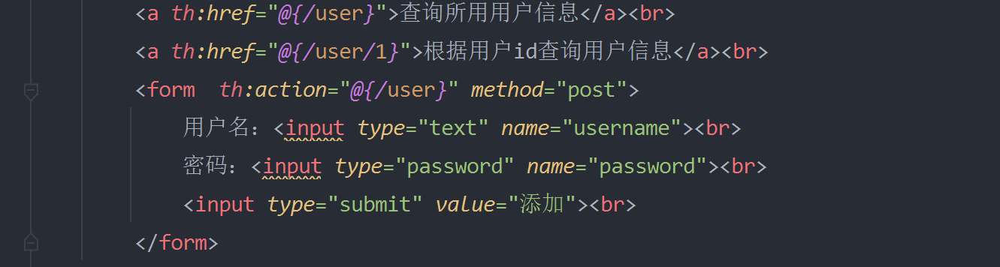 <a th:href="@{/user}">查询所用用户信息</a><br>
<a th:href="@{/user/1}">根据用户id查询用户信息</a><br>
<form  th:action="@{/user}" method="post">
用户名：<input type="text" name="username"><br>
密码：<input type="password" name="password"><br>
<input type="submit" value="添加"><br>
</form>